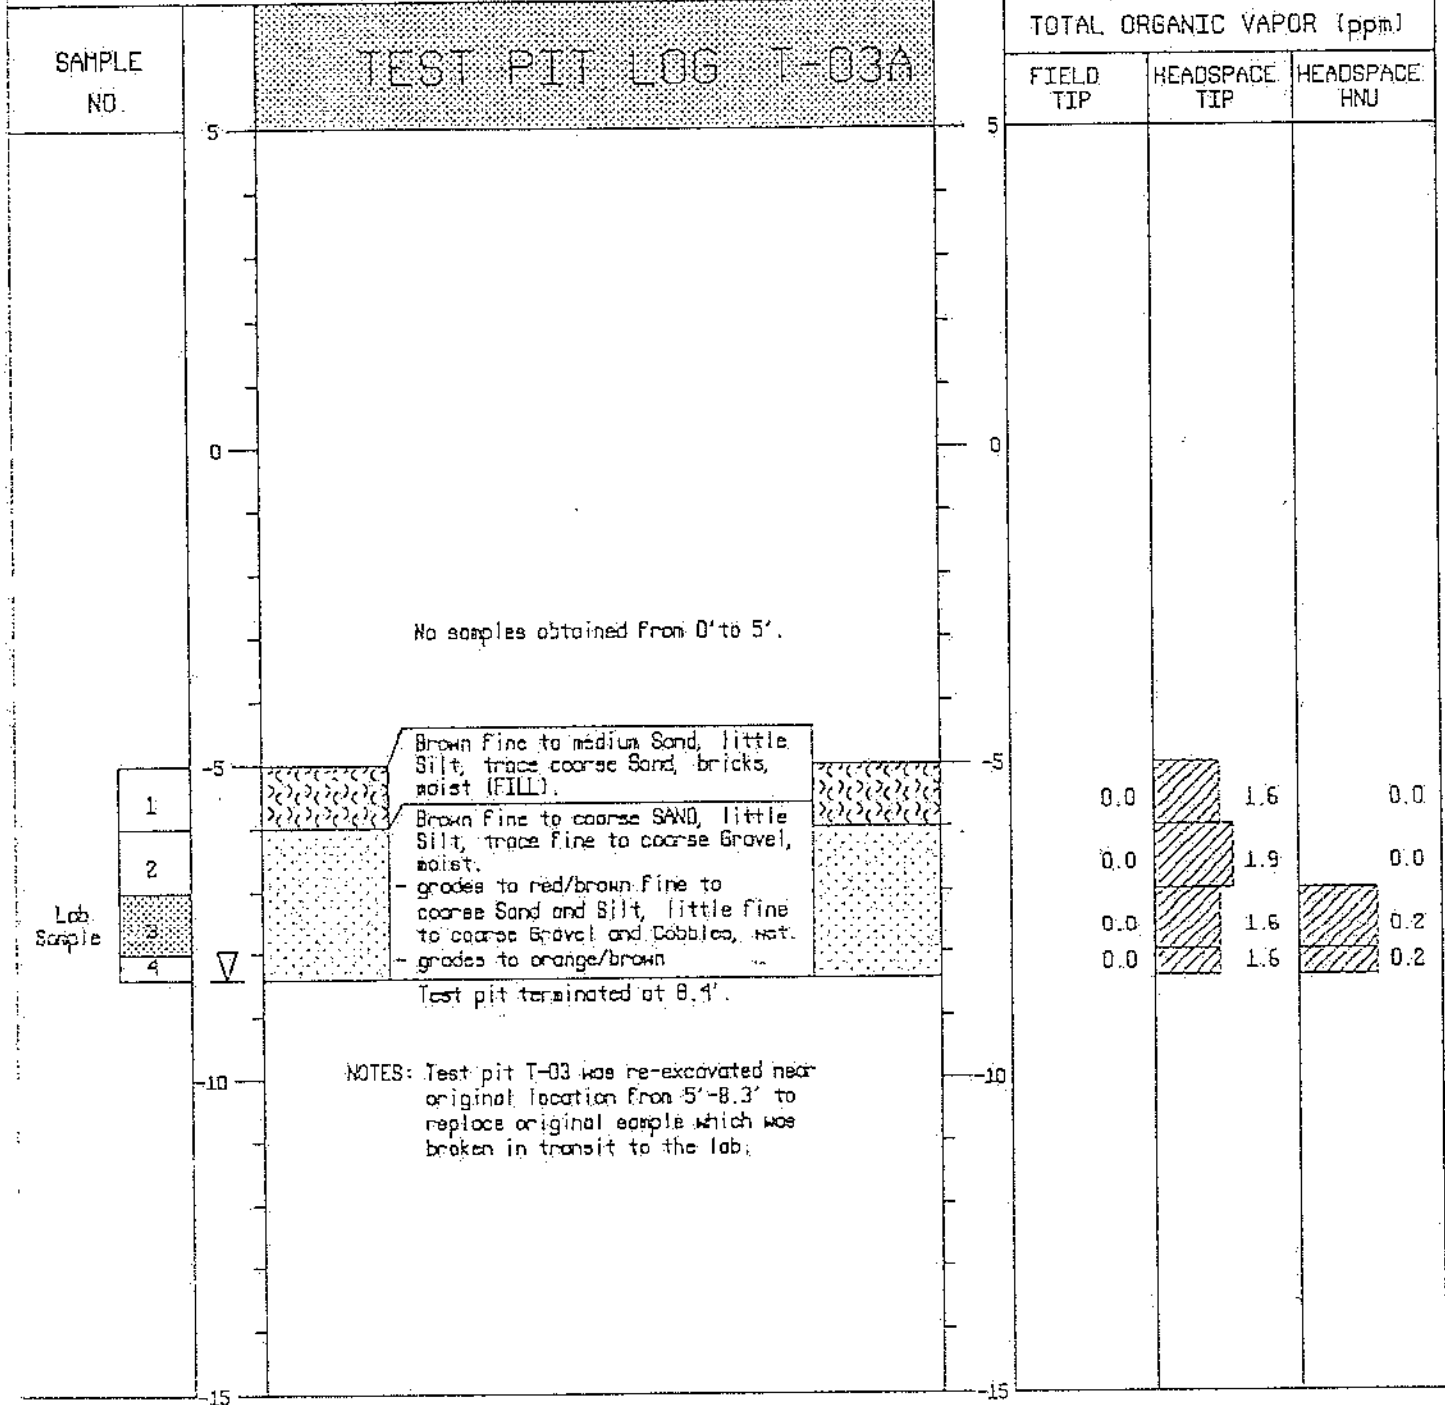 TEST PIT LOG T-03A
SAMPLE
NO.
TOTAL ORGANIC VAPOR (ppm)
FIELD
TIP
HEADSPACE
TIP
HEADSPACE
HNU
5
5
0
0
No samples obtained from 0' to 5'.
-5
-5
Brown fine to medium Sand, little
Silt, trace coarse Sand, bricks,
moist (FILL).
1
0.0
1.6
0.0
Brown fine to coarse SAND, little
Silt, trace fine to coarse Gravel,
moist.
2
0.0
1.9
0.0
- grades to red/brown fine to
coarse Sand and Silt, little fine
to coarse Gravel and Cobbles, wet.
Lab
Sample
3
0.0
1.6
0.2
- grades to orange/brown
4
0.0
1.6
0.2
Test pit terminated at 8.4'.
-10
-10
NOTES: Test pit T-03 was re-excavated near
original location from 5'-8.3' to
replace original sample which was
broken in transit to the lab.
-15
-15